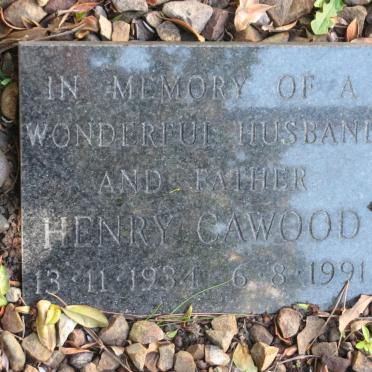 IN MEMORY OF A
WONDERFUL HUSBAND
AND FATHER
HENRY CAWOOD
13·11·1934 6·8·1991